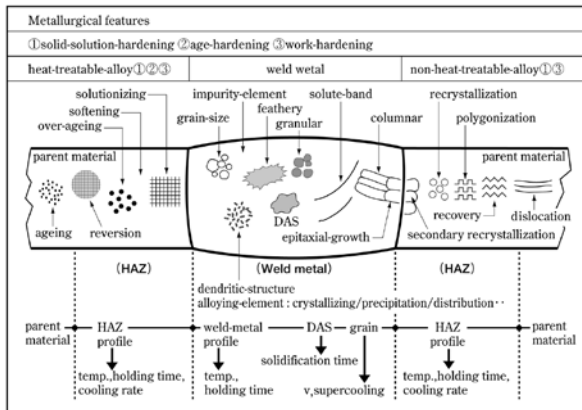 Metallurgical features
①solid-solution-hardening ②age-hardening ③work-hardening
heat-treatable-alloy①②③
weld wetal
non-heat-treatable-alloy①③
solutionizing
softening
over-ageing
parent material
ageing
reversion
impurity-element
feathery
grain-size
granular
solute-band
columnar
DAS
epitaxial-growth
dendritic-structure
alloying-element : crystallizing/precipitation/distribution··
recrystallization
polygonization
parent material
recovery
dislocation
secondary recrystallization
(HAZ)
(Weld metal)
(HAZ)
parent
material
HAZ
profile
temp.,holding time,
cooling rate
weld-metal
profile
temp.,
holding time
DAS
solidification time
grain
v,supercooling
HAZ
profile
temp.,holding time,
cooling rate
parent
material